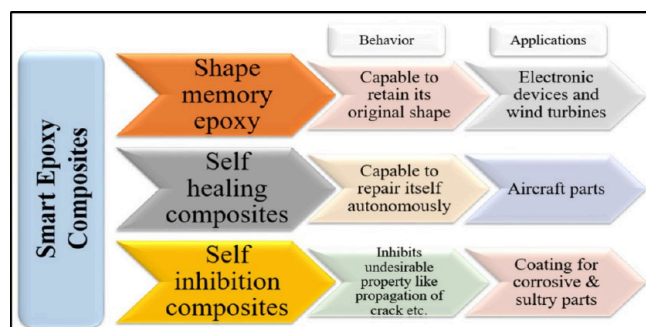 Behavior
Applications
Smart Epoxy
Composites
Shape
memory
epoxy
Capable to
retain its
original shape
Electronic
devices and
wind turbines
Self
healing
composites
Capable to
repair itself
autonomously
Aircraft parts
Self
inhibition
composites
Inhibits
undesirable
property like
propagation of
crack etc.
Coating for
corrosive &
sultry parts